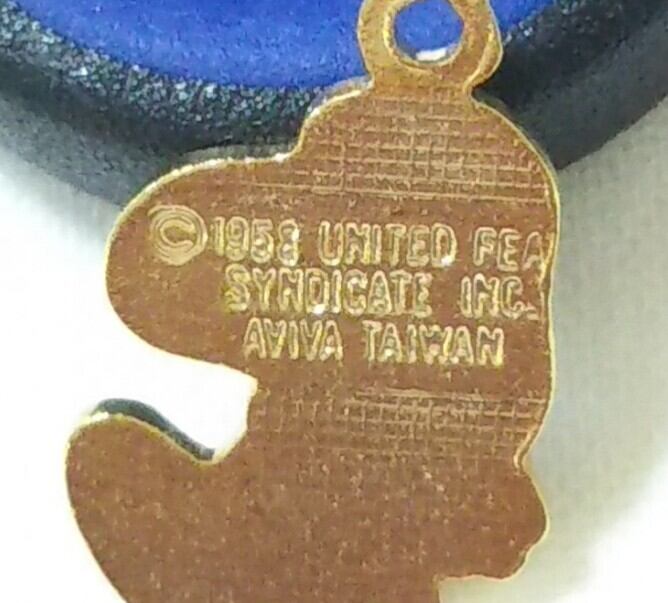 ©1958 UNITED FEA
SYNDICATE INC.
AVIVA TAIWAN